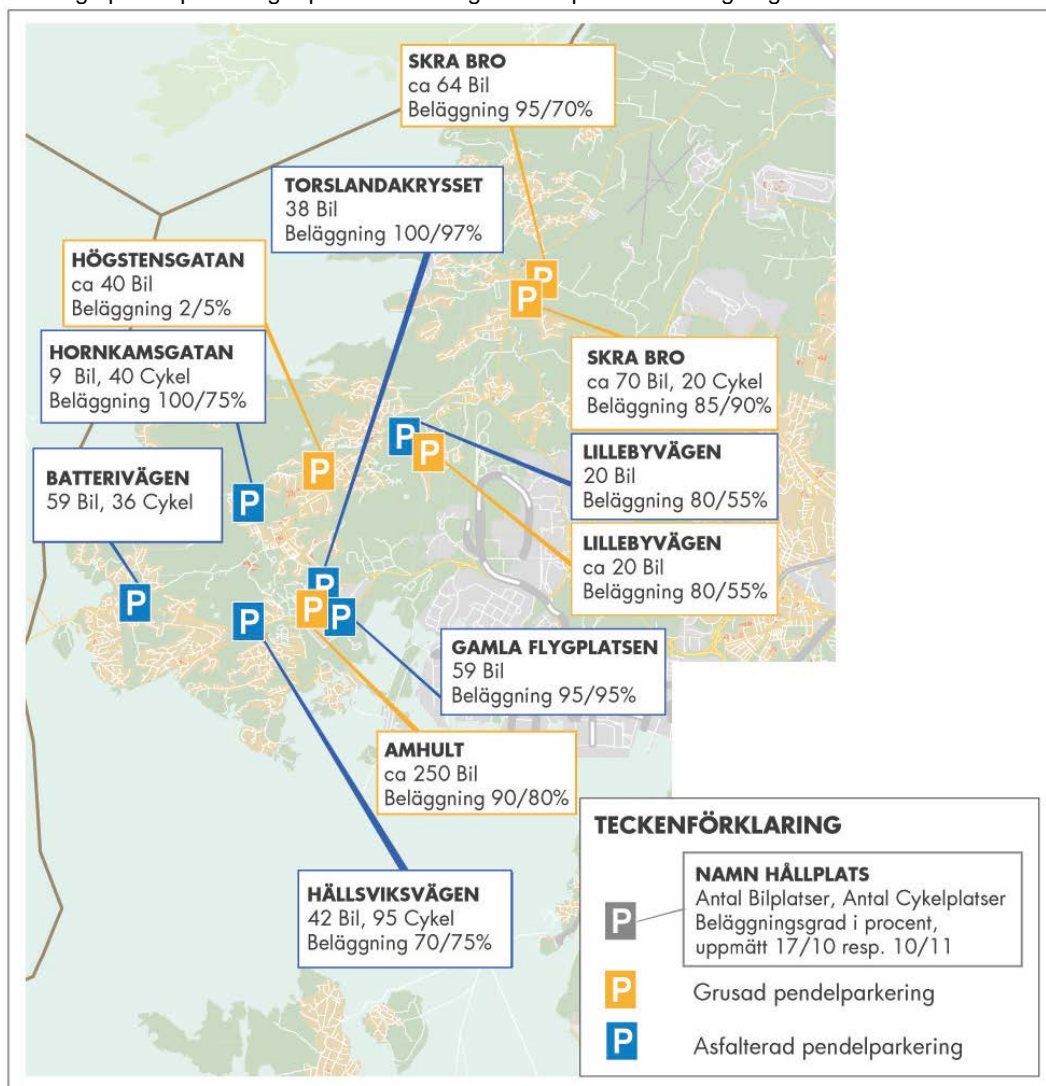 SKRA BRO
ca 64 Bil
Beläggning 95/70%
TORSLANDAKRYSSET
38 Bil
Beläggning 100/97%
HÖGSTENSGATAN
ca 40 Bil
Beläggning 2/5%
HORNKAMSGATAN
9 Bil, 40 Cykel
Beläggning 100/75%
BATTERIVÄGEN
59 Bil, 36 Cykel
SKRA BRO
ca 70 Bil, 20 Cykel
Beläggning 85/90%
LILLEBYVÄGEN
20 Bil
Beläggning 80/55%
LILLEBYVÄGEN
ca 20 Bil
Beläggning 80/55%
GAMLA FLYGPLATSEN
59 Bil
Beläggning 95/95%
AMHULT
ca 250 Bil
Beläggning 90/80%
HÄLLSVIKSVÄGEN
42 Bil, 95 Cykel
Beläggning 70/75%
P
P
P
P
P
P
P
P
P
P
P
TECKENFÖRKLARING
NAMN HÅLLPLATS
Antal Bilplatser, Antal Cykelplatser
Beläggningsgrad i procent,
uppmätt 17/10 resp. 10/11
P
P Grusad pendelparkering
P Asfalterad pendelparkering